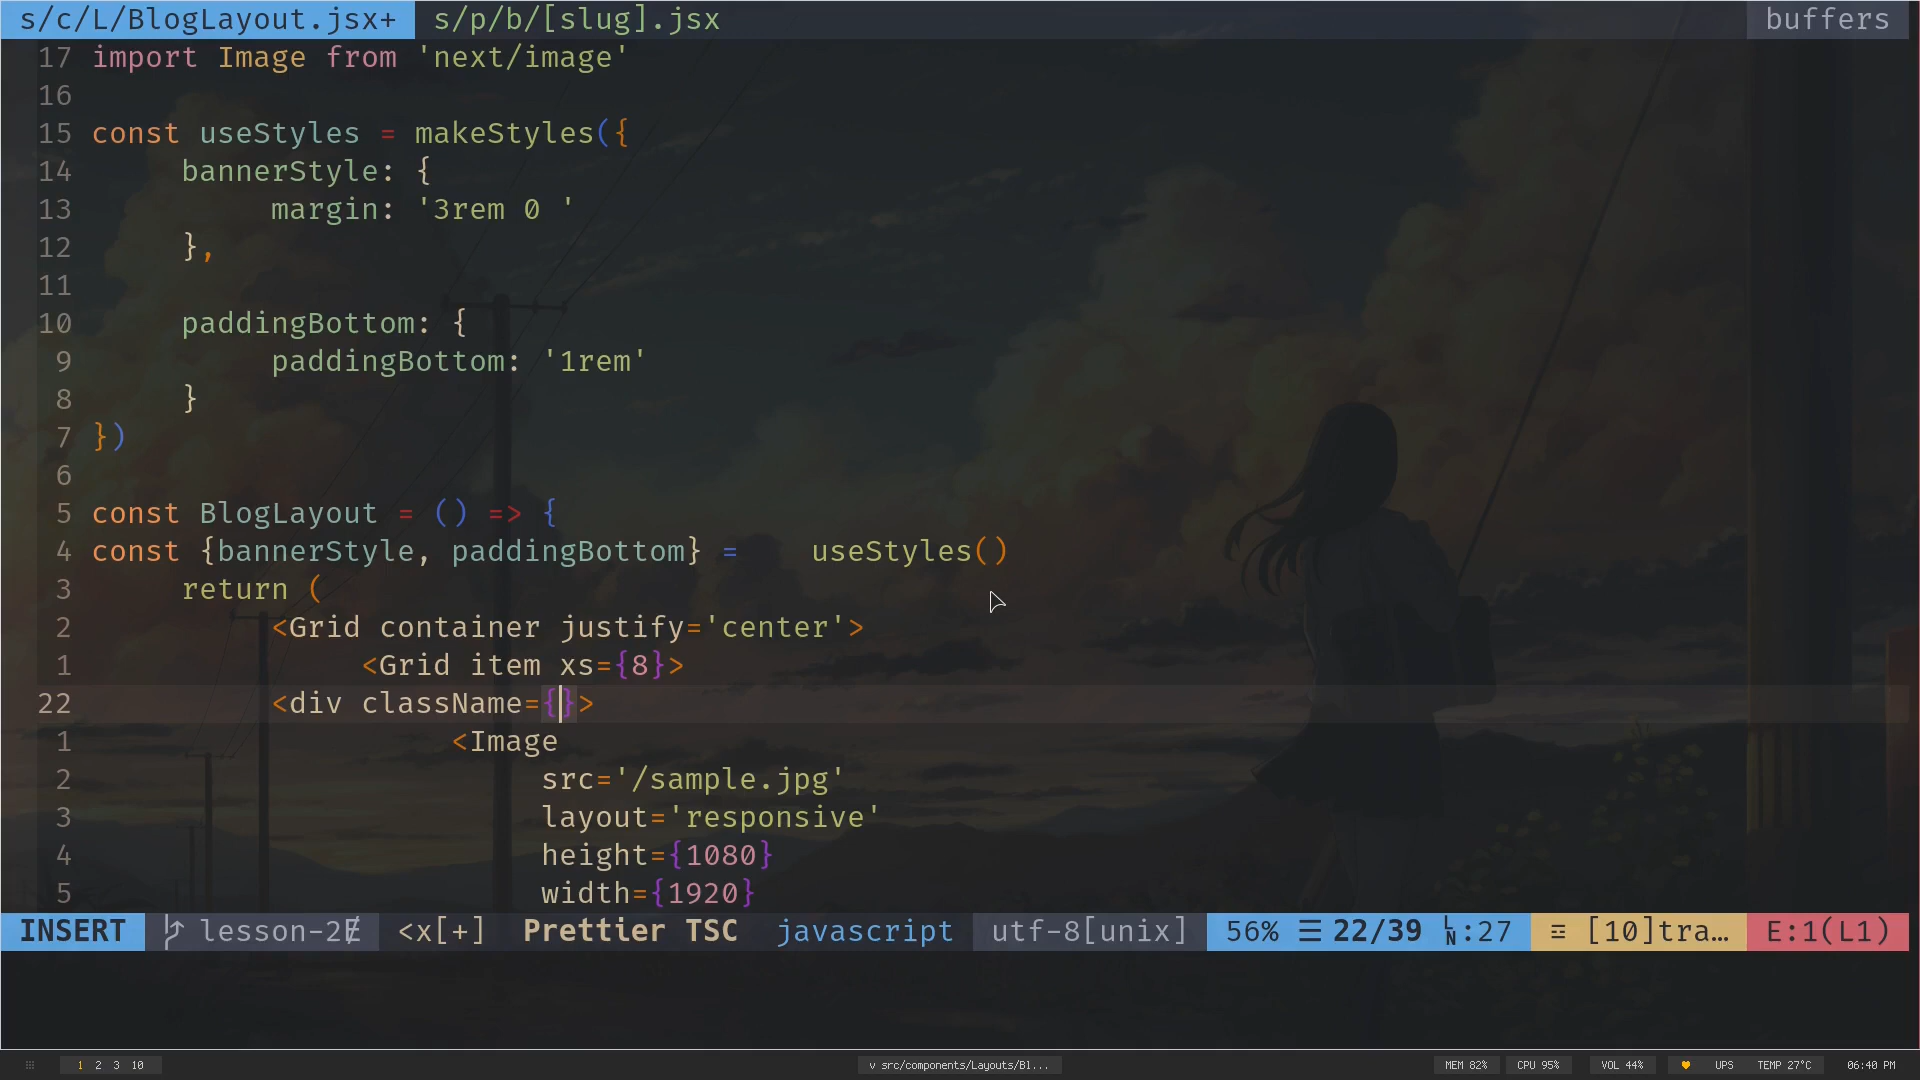 s/c/L/BlogLayout.jsx+ s/p/b/[slug].jsx buffers
17 import Image from 'next/image'
16
15 const useStyles = makeStyles({
14 bannerStyle: {
13 margin: '3rem 0 '
12 },
11
10 paddingBottom: {
9 paddingBottom: '1rem'
8 }
7 })
6
5 const BlogLayout = () => {
4 const {bannerStyle, paddingBottom} = useStyles()
3 return (
2 <Grid container justify='center'>
1 <Grid item xs={8}>
22 <div className={}>
1 <Image
2 src='/sample.jpg'
3 layout='responsive'
4 height={1080}
5 width={1920}
INSERT lesson-2 <x[+] Prettier TSC javascript utf-8[unix] 56% ☰ 22/39 LN:27 [10]tra… E:1(L1)
1 2 3 10 v src/components/Layouts/Bl... MEM 82% CPU 95% VOL 44% UPS TEMP 27°C 06:40 PM